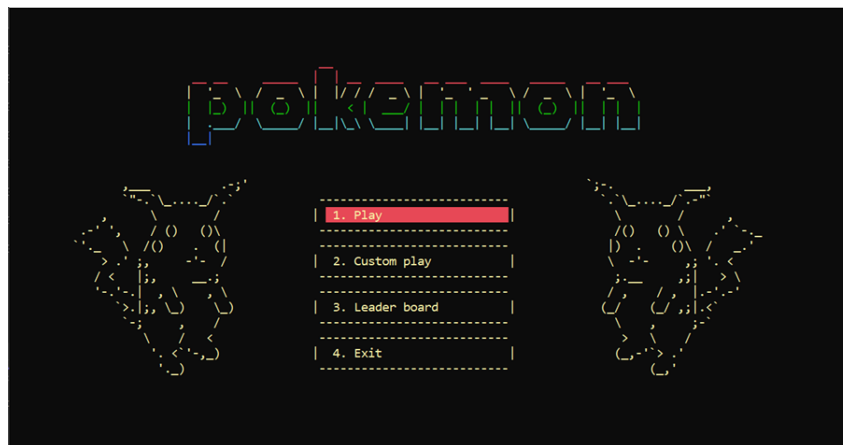 pokemon
1. Play
2. Custom play
3. Leader board
4. Exit